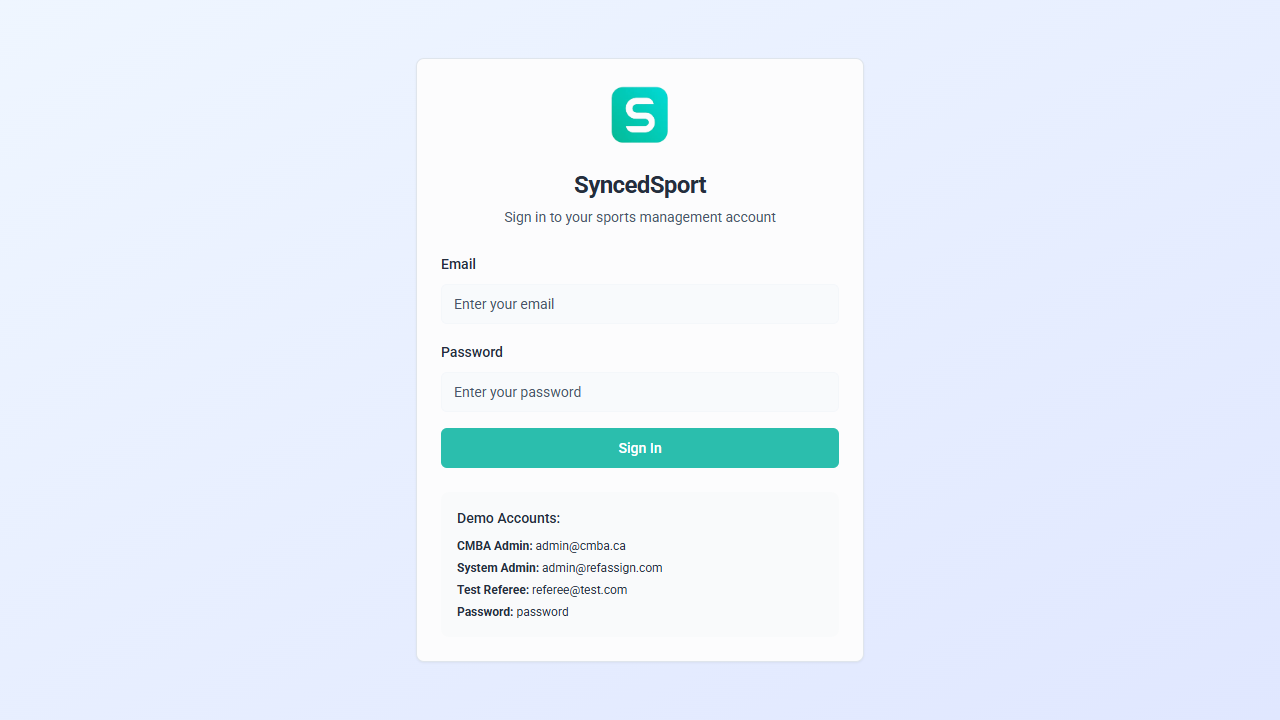 S
SyncedSport
Sign in to your sports management account
Email
Enter your email
Password
Enter your password
Sign In
Demo Accounts:
CMBA Admin: admin@cmba.ca
System Admin: admin@refassign.com
Test Referee: referee@test.com
Password: password